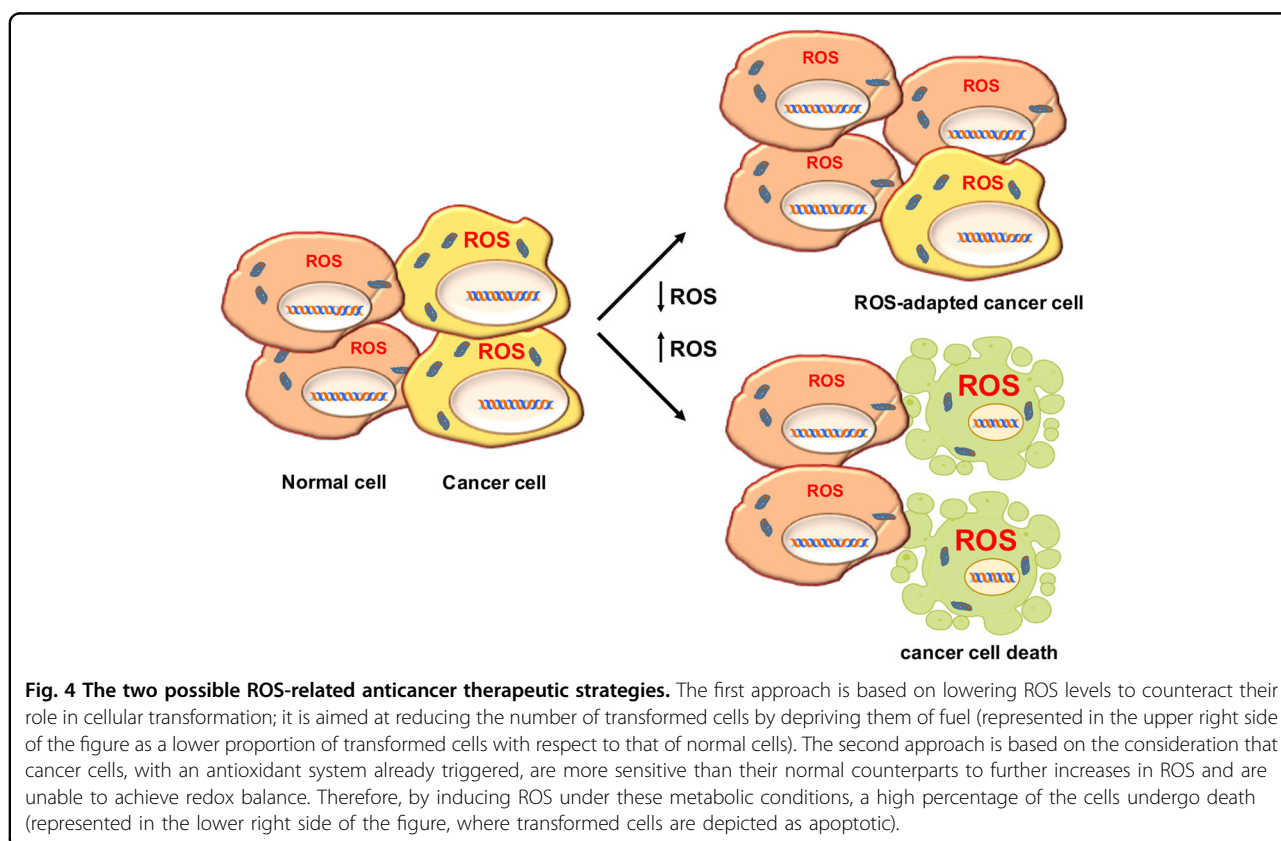 ROS
ROS
ROS
ROS
ROS-adapted cancer cell
ROS
ROS
ROS
ROS
Normal cell
Cancer cell
↓ ROS
↑ ROS
ROS
ROS
ROS
ROS
cancer cell death
Fig. 4 The two possible ROS-related anticancer therapeutic strategies. The first approach is based on lowering ROS levels to counteract their
role in cellular transformation; it is aimed at reducing the number of transformed cells by depriving them of fuel (represented in the upper right side
of the figure as a lower proportion of transformed cells with respect to that of normal cells). The second approach is based on the consideration that
cancer cells, with an antioxidant system already triggered, are more sensitive than their normal counterparts to further increases in ROS and are
unable to achieve redox balance. Therefore, by inducing ROS under these metabolic conditions, a high percentage of the cells undergo death
(represented in the lower right side of the figure, where transformed cells are depicted as apoptotic).